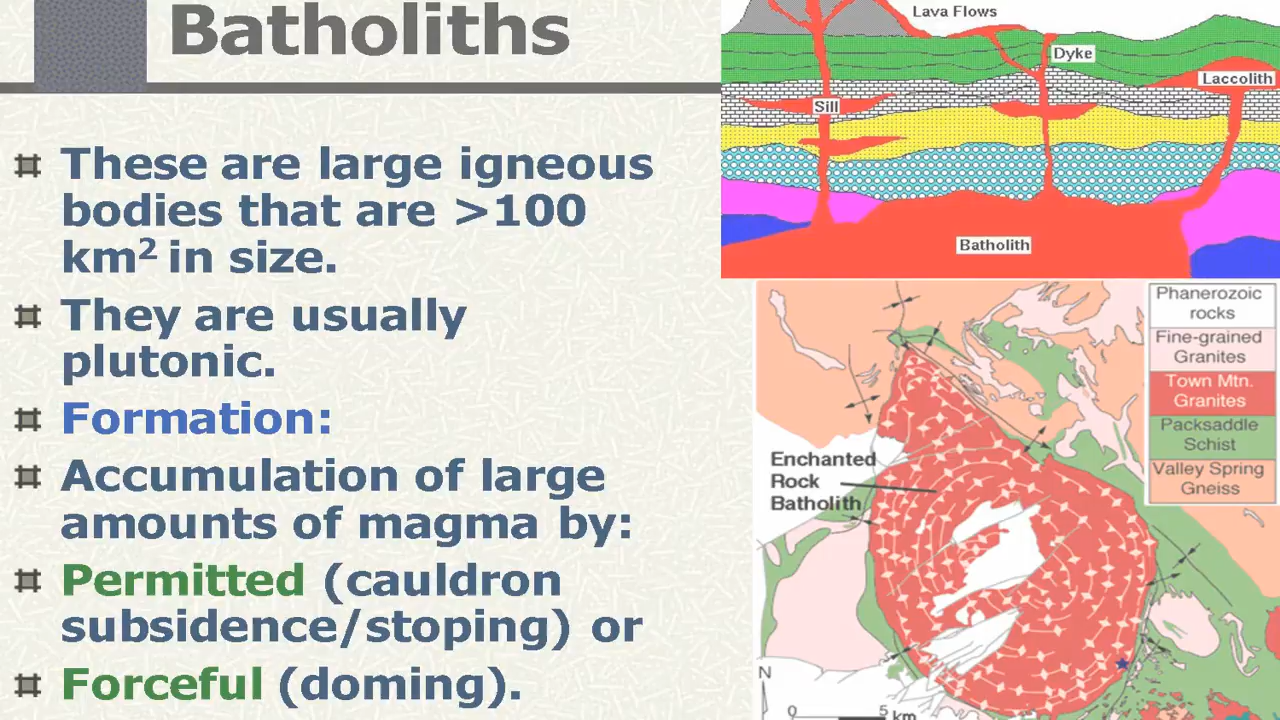 Batholiths
These are large igneous
bodies that are >100
km² in size.
They are usually
plutonic.
Formation:
Accumulation of large
amounts of magma by:
Permitted (cauldron
subsidence/stoping) or
Forceful (doming).
Lava Flows
Dyke
Laccolith
Sill
Batholith
Phanerozoic
rocks
Fine-grained
Granites
Town Mtn.
Granites
Packsaddle
Schist
Valley Spring
Gneiss
Enchanted
Rock
Batholith
N
0 5
km